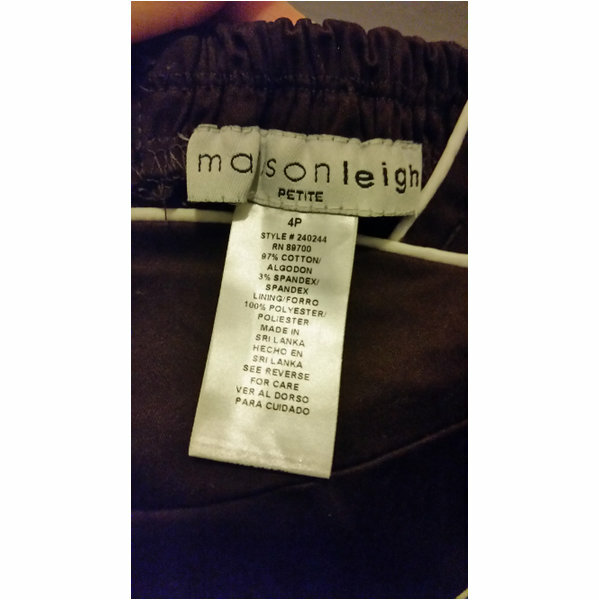 maisonleigh
PETITE
4P
STYLE # 240244
RN 89700
97% COTTON/
ALGODON
3% SPANDEX/
SPANDEX
LINING/FORRO
100% POLYESTER/
POLIESTER
MADE IN
SRI LANKA
HECHO EN
SRI LANKA
SEE REVERSE
FOR CARE
VER AL DORSO
PARA CUIDADO